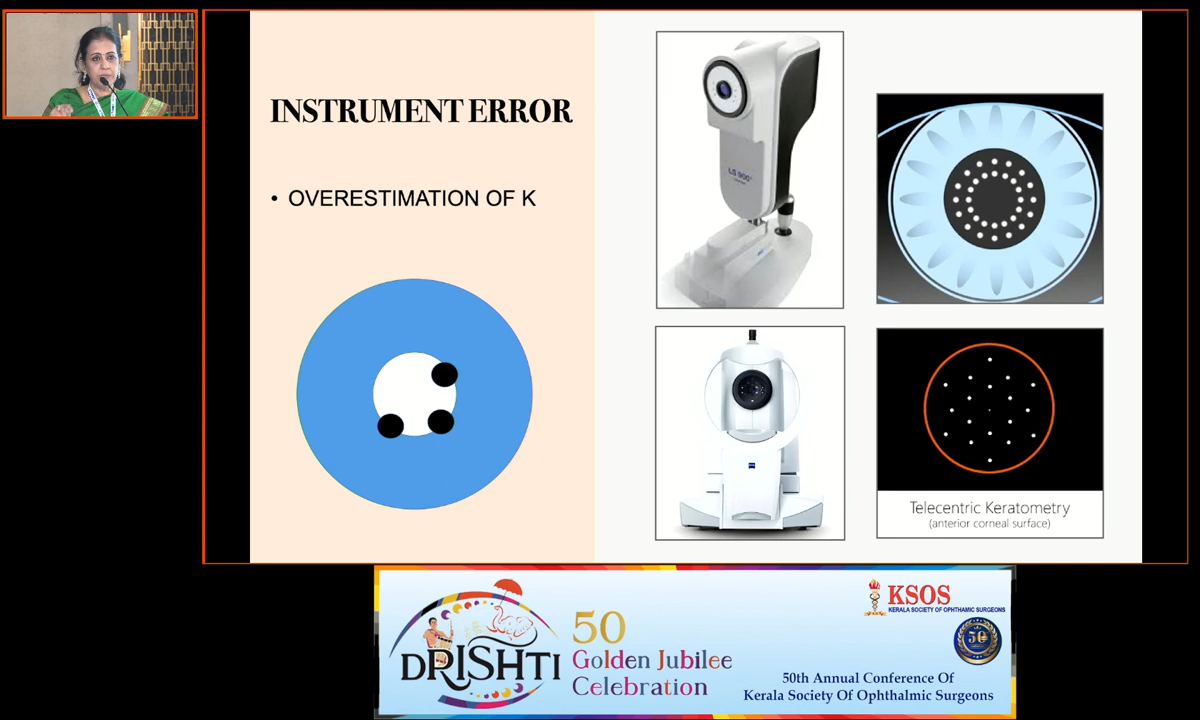 INSTRUMENT ERROR
• OVERESTIMATION OF K
LS 900
Telecentric Keratometry
(anterior corneal surface)
DRISHTI
50
Golden Jubilee
Celebration
KSOS
KERALA SOCIETY OF OPHTHAMIC SURGEONS
50
50th Annual Conference Of
Kerala Society Of Ophthalmic Surgeons